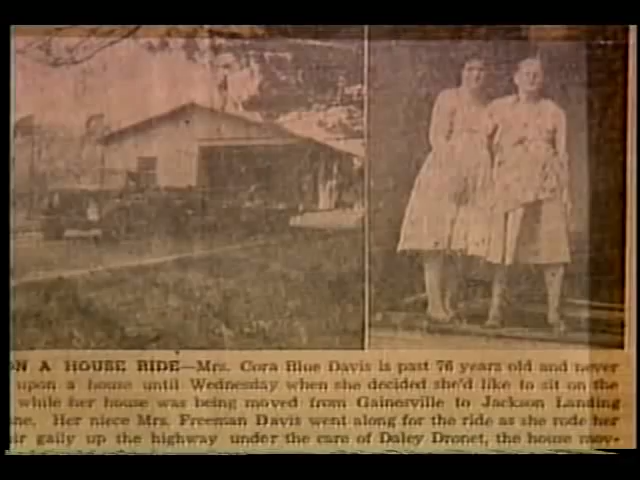 N A HOUSE RIDE—Mrs. Cora Blue Davis is past 76 years old and never
upon a house until Wednesday when she decided she'd like to sit on the
while her house was being moved from Gainesville to Jackson Landing
ne. Her niece Mrs. Freeman Davis went along for the ride as she rode her
ir gaily up the highway under the care of Daley Dronet, the house mov-